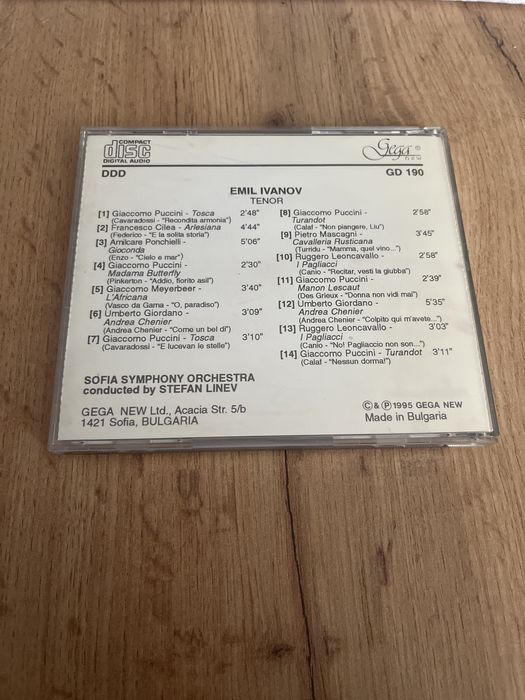 COMPACT
disc
DIGITAL AUDIO
Gega ®
NEW
DDD
GD 190
EMIL IVANOV
TENOR
[1] Giaccomo Puccini - Tosca 2'48"
(Cavaradossi - "Recondita armonia")
[2] Francesco Cilea - Arlesiana 4'44"
(Federico - "E la solita storia")
[3] Amilcare Ponchielli - 5'06"
Gioconda
(Enzo - "Cielo e mar")
[4] Giaccomo Puccini - 2'30"
Madama Butterfly
(Pinkerton - "Addio, fiorito asil")
[5] Giaccomo Meyerbeer - 3'40"
L'Africana
(Vasco da Gama - "O, paradiso")
[6] Umberto Giordano - 3'09"
Andrea Chenier
(Andrea Chenier - "Come un bel di")
[7] Giaccomo Puccini - Tosca 3'10"
(Cavaradossi - "E lucevan le stelle")
[8] Giaccomo Puccini - 2'58"
Turandot
(Calaf - "Non piangere, Liu")
[9] Pietro Mascagni - 3'45"
Cavalleria Rusticana
(Turridu - "Mamma, quel vino...")
[10] Ruggero Leoncavallo - 2'58"
I Pagliacci
(Canio - "Recitar, vesti la giubba")
[11] Giaccomo Puccini - 2'39"
Manon Lescaut
(Des Grieux - "Donna non vidi mai")
[12] Umberto Giordano - 5'35"
Andrea Chenier
(Andrea Chenier - "Colpito qui m'avete...")
[13] Ruggero Leoncavallo - 3'03"
I Pagliacci
(Canio - "No! Pagliaccio non son...")
[14] Giaccomo Puccini - Turandot 3'11"
(Calaf - "Nessun dorma!")
SOFIA SYMPHONY ORCHESTRA
conducted by STEFAN LINEV
GEGA NEW Ltd., Acacia Str. 5/b
1421 Sofia, BULGARIA
© & Ⓟ 1995 GEGA NEW
Made in Bulgaria